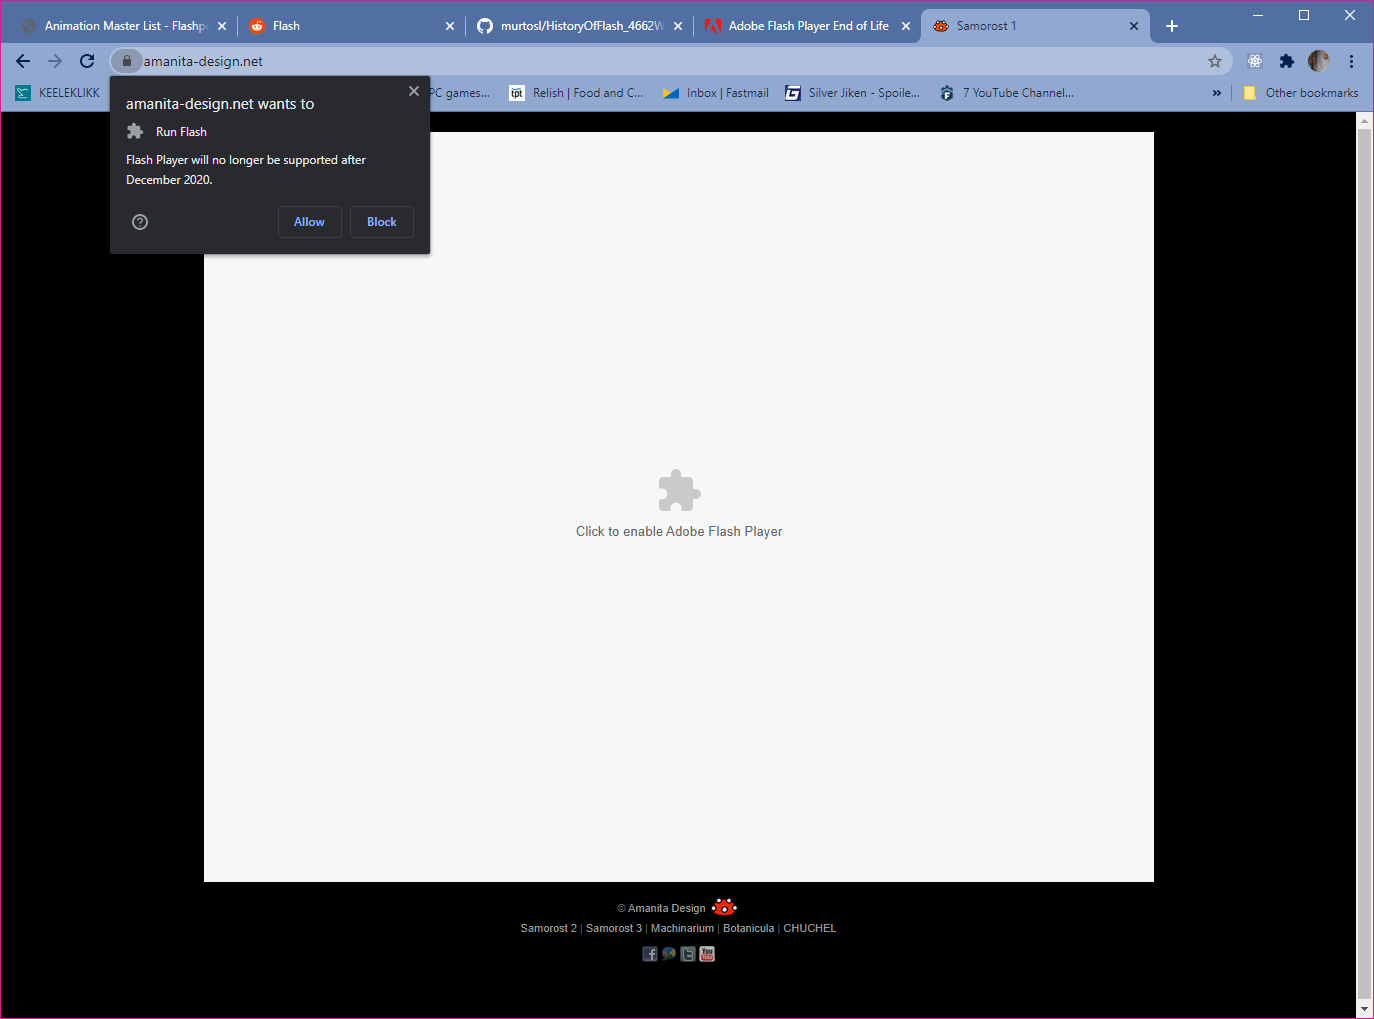 Animation Master List - Flashp
Flash
murtosl/HistoryOfFlash_4662W
Adobe Flash Player End of Life
Samorost 1
amanita-design.net
KEELEKLIKK
PC games...
tpt
Relish | Food and C...
Inbox | Fastmail
Silver Jiken - Spoile...
7 YouTube Channel...
»
Other bookmarks
amanita-design.net wants to
Run Flash
Flash Player will no longer be supported after
December 2020.
Allow
Block
Click to enable Adobe Flash Player
© Amanita Design
Samorost 2 | Samorost 3 | Machinarium | Botanicula | CHUCHEL
You Tube